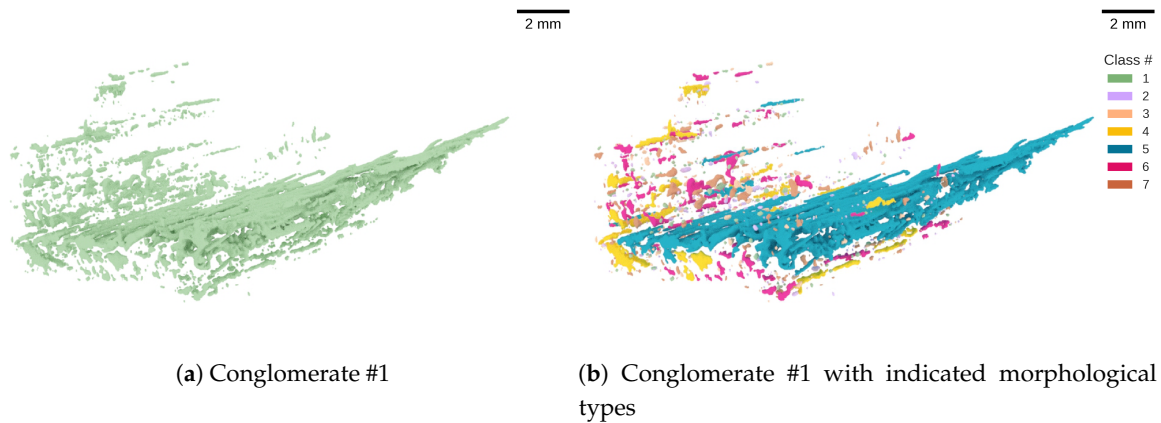 2 mm
2 mm
Class #
1
2
3
4
5
6
7
(a) Conglomerate #1
(b) Conglomerate #1 with indicated morphological
types